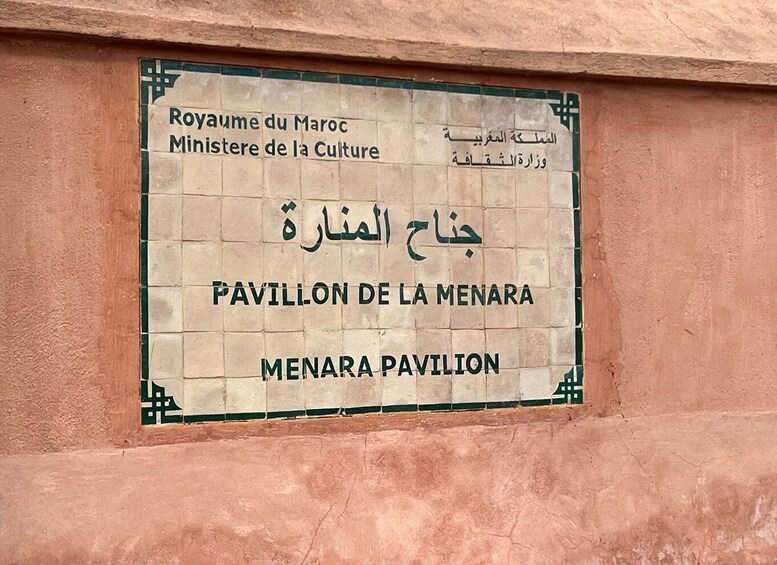 Royaume du Maroc
Ministere de la Culture
المملكة المغربية
وزارة الثقافة
جناح المنارة
PAVILLON DE LA MENARA
MENARA PAVILION